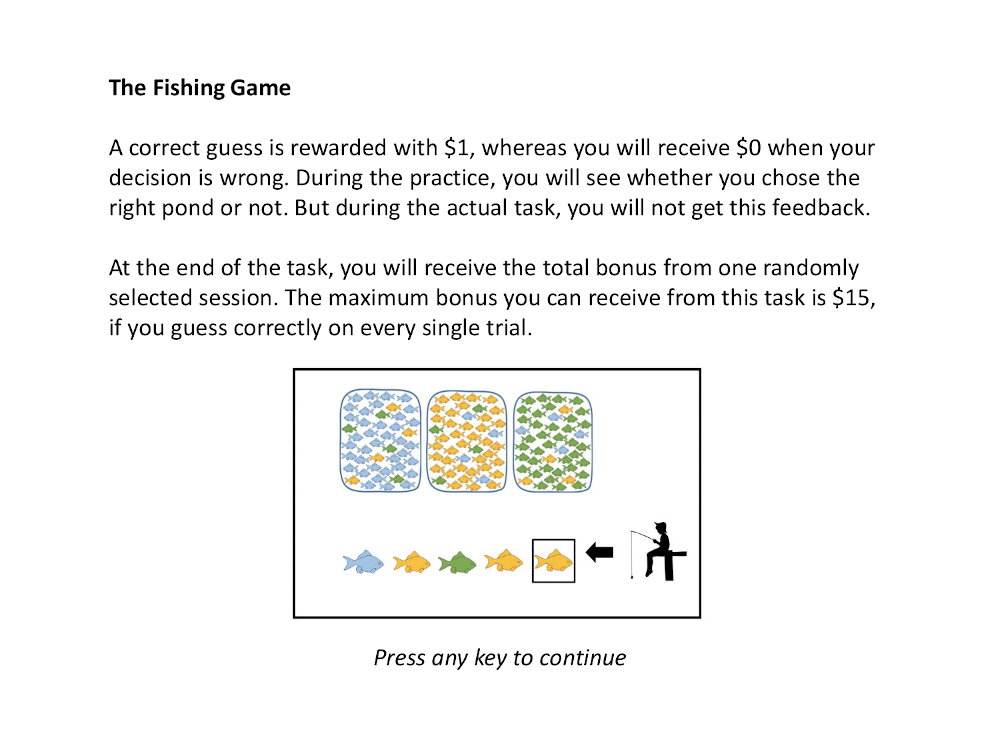 The Fishing Game
A correct guess is rewarded with $1, whereas you will receive $0 when your
decision is wrong. During the practice, you will see whether you chose the
right pond or not. But during the actual task, you will not get this feedback.
At the end of the task, you will receive the total bonus from one randomly
selected session. The maximum bonus you can receive from this task is $15,
if you guess correctly on every single trial.
Press any key to continue